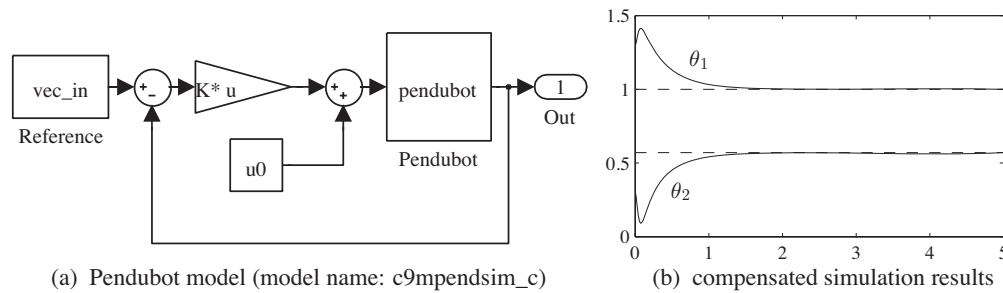 vec_in
Reference
+
−
K* u
+
+
u0
pendubot
Pendubot
1
Out
(a) Pendubot model (model name: c9mpendsim_c)
1.5
1
0.5
0
0 1 2 3 4 5
θ1
θ2
(b) compensated simulation results